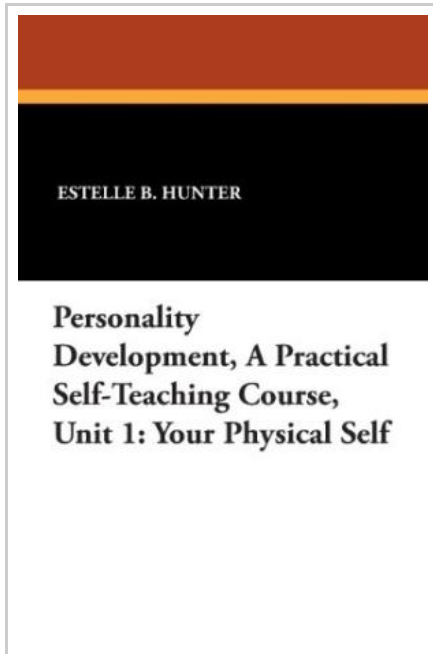 ESTELLE B. HUNTER
Personality
Development, A Practical
Self-Teaching Course,
Unit 1: Your Physical Self